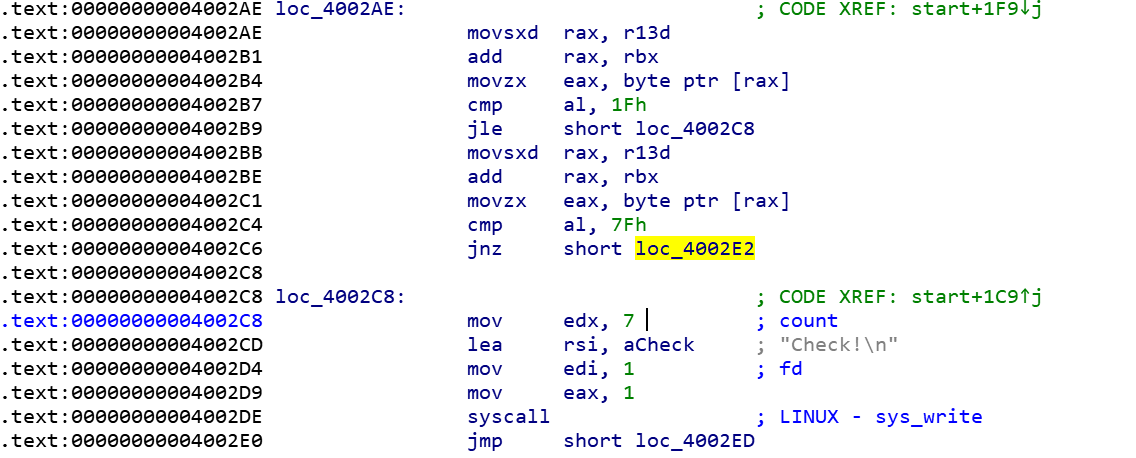 .text:00000000004002AE loc_4002AE: ; CODE XREF: start+1F9↓j
.text:00000000004002AE movsxd rax, r13d
.text:00000000004002B1 add rax, rbx
.text:00000000004002B4 movzx eax, byte ptr [rax]
.text:00000000004002B7 cmp al, 1Fh
.text:00000000004002B9 jle short loc_4002C8
.text:00000000004002BB movsxd rax, r13d
.text:00000000004002BE add rax, rbx
.text:00000000004002C1 movzx eax, byte ptr [rax]
.text:00000000004002C4 cmp al, 7Fh
.text:00000000004002C6 jnz short loc_4002E2
.text:00000000004002C8
.text:00000000004002C8 loc_4002C8: ; CODE XREF: start+1C9↑j
.text:00000000004002C8 mov edx, 7 ; count
.text:00000000004002CD lea rsi, aCheck ; "Check!\n"
.text:00000000004002D4 mov edi, 1 ; fd
.text:00000000004002D9 mov eax, 1
.text:00000000004002DE syscall ; LINUX - sys_write
.text:00000000004002E0 jmp short loc_4002ED